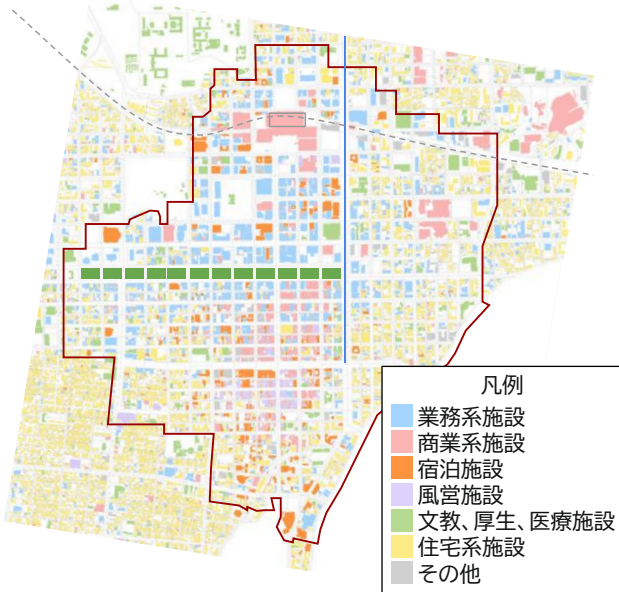 凡例
業務系施設
商業系施設
宿泊施設
風営施設
文教、厚生、医療施設
住宅系施設
その他